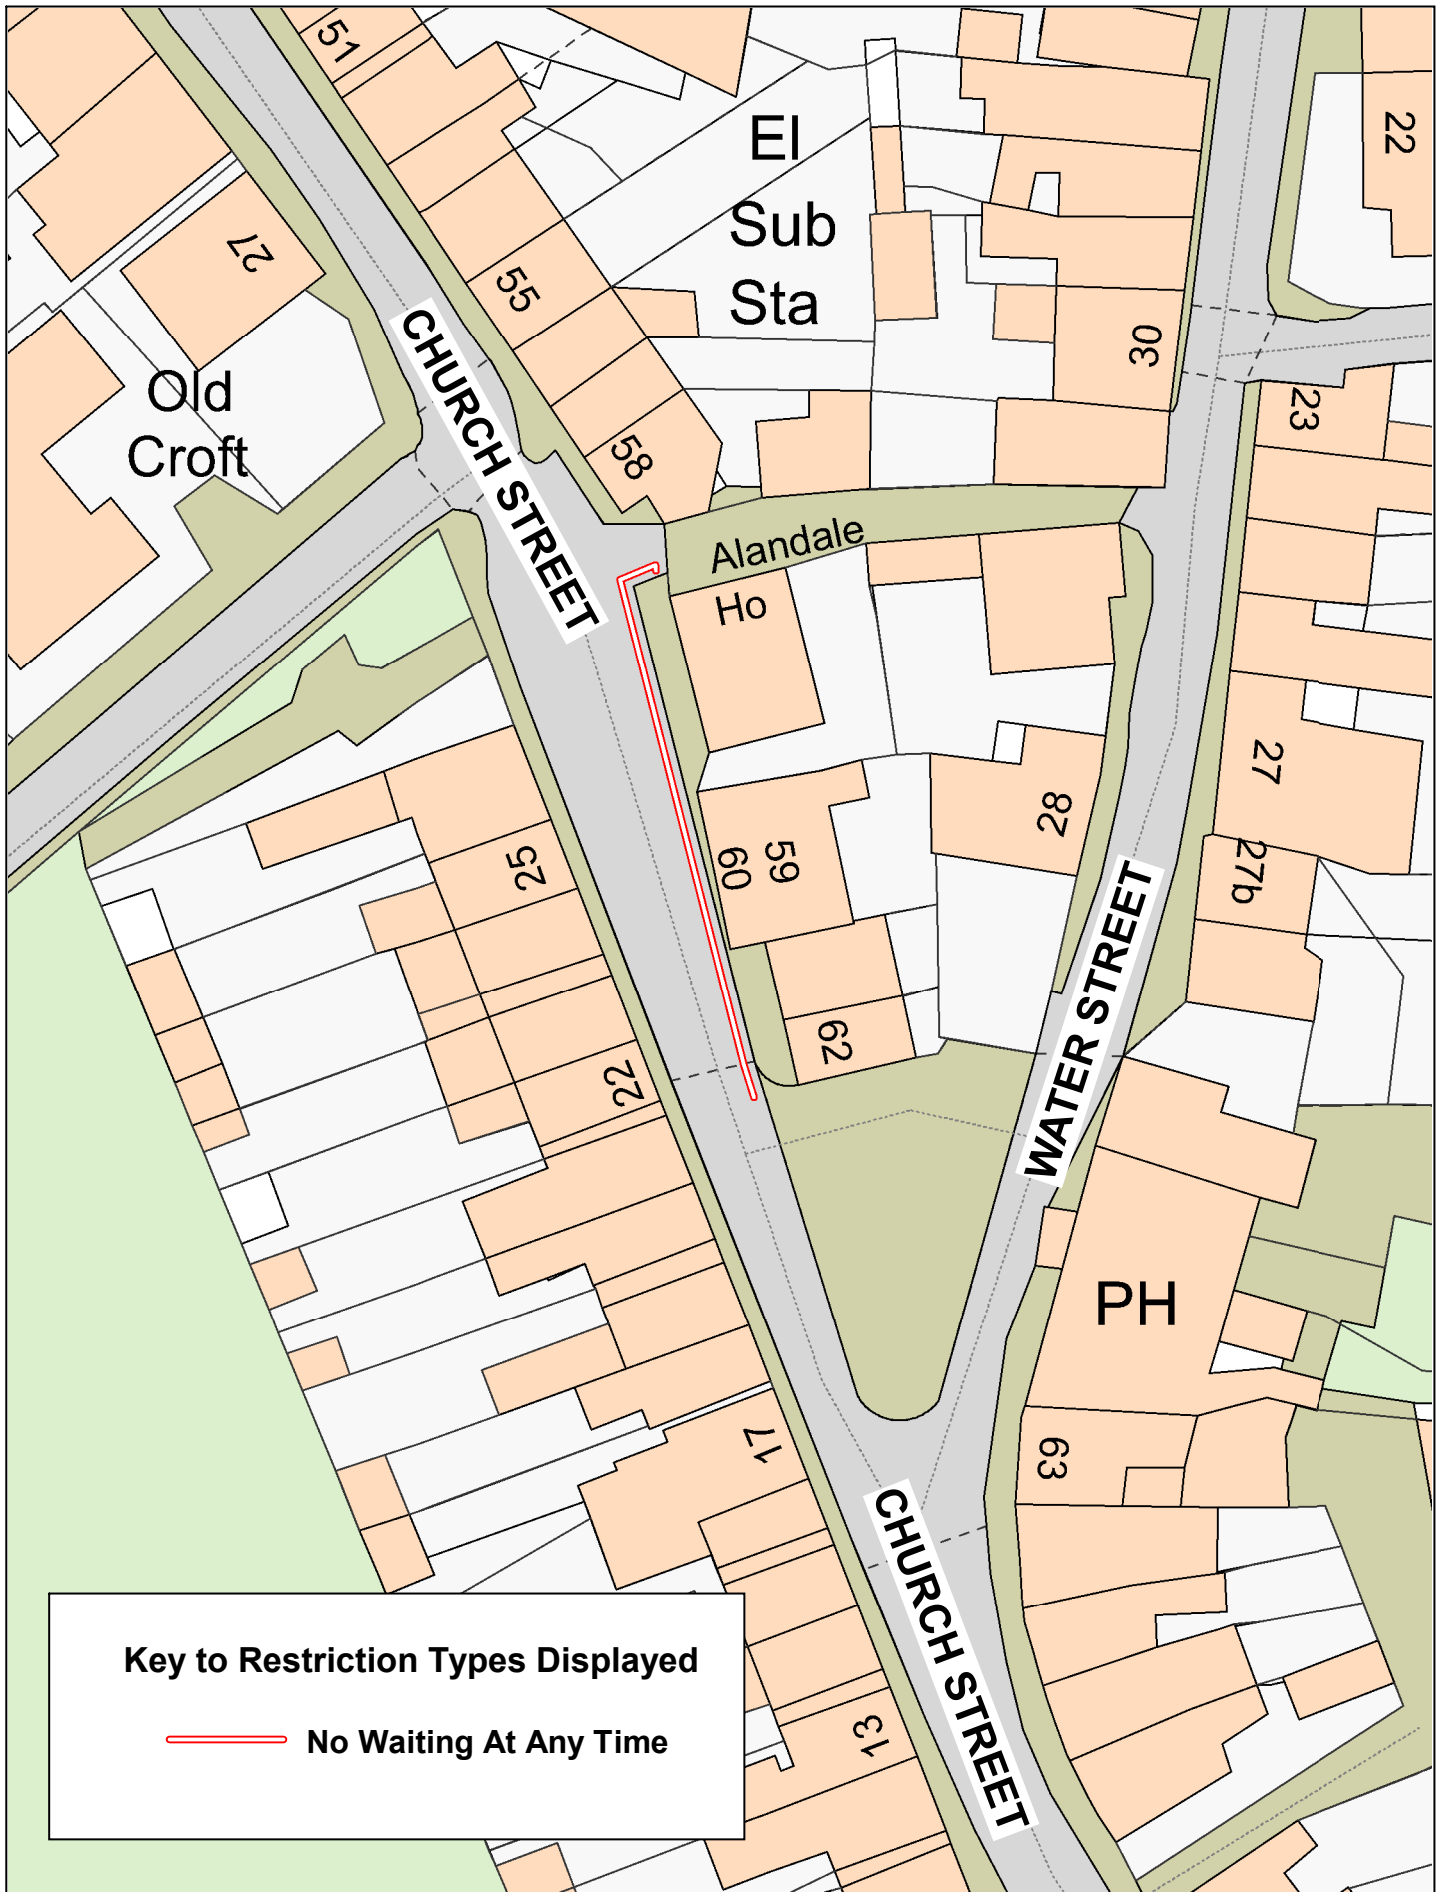 51
El
Sub
Sta
22
27
55
Old
Croft
CHURCH STREET
30
23
58
Alandale
Ho
28
27
59
60
25
27b
WATER STREET
62
22
PH
17
63
CHURCH STREET
13
Key to Restriction Types Displayed
No Waiting At Any Time